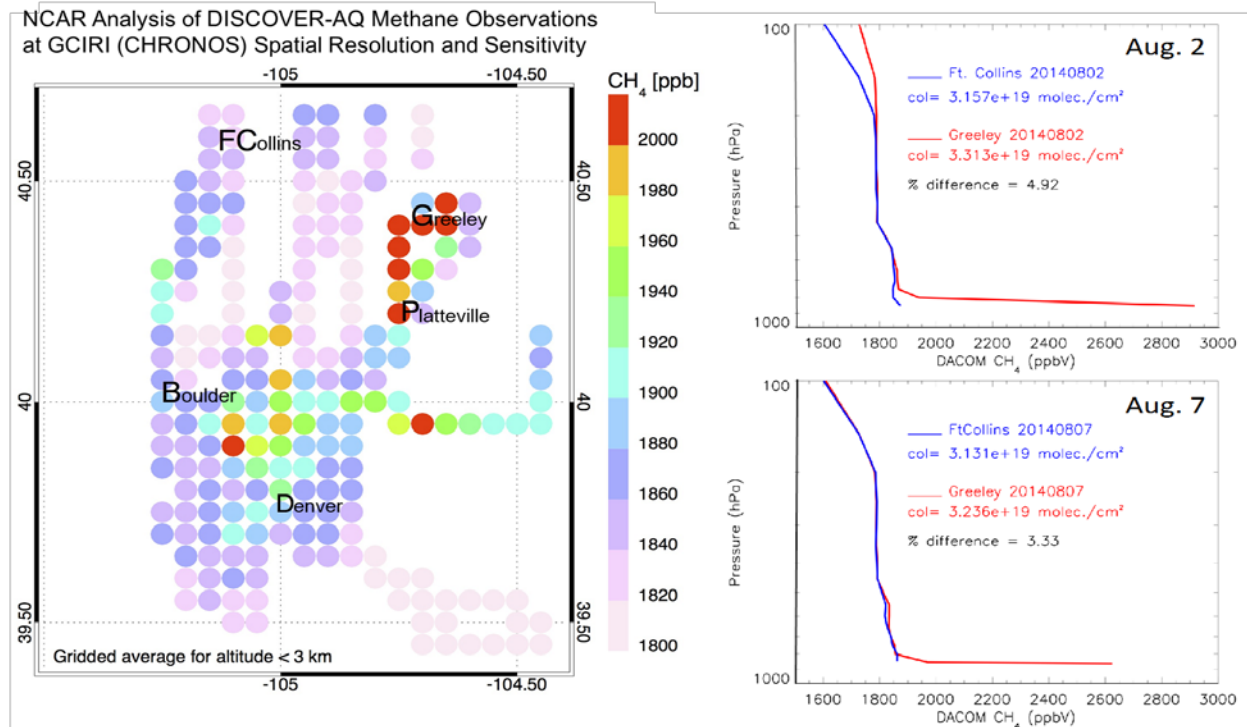 NCAR Analysis of DISCOVER-AQ Methane Observations
at GCIRI (CHRONOS) Spatial Resolution and Sensitivity
-105
-104.50
CH₄ [ppb]
4
2000
1980
1960
1940
1920
1900
1880
1860
1840
1820
1800
40.50
40
39.50
40.50
40
39.50
FCollins
Greeley
Platteville
Boulder
Denver
Gridded average for altitude < 3 km
-105
-104.50
Aug. 2
100
Pressure (hPa)
1000
Ft. Collins 20140802
col= 3.157e+19 molec./cm²
Greeley 20140802
col= 3.313e+19 molec./cm²
% difference = 4.92
1600 1800 2000 2200 2400 2600 2800 3000
DACOM CH₄ (ppbV)
Aug. 7
100
Pressure (hPa)
1000
FtCollins 20140807
col= 3.131e+19 molec./cm²
Greeley 20140807
col= 3.236e+19 molec./cm²
% difference = 3.33
1400 1600 1800 2000 2200 2400 2600 2800 3000
DACOM CH₄ (ppbV)